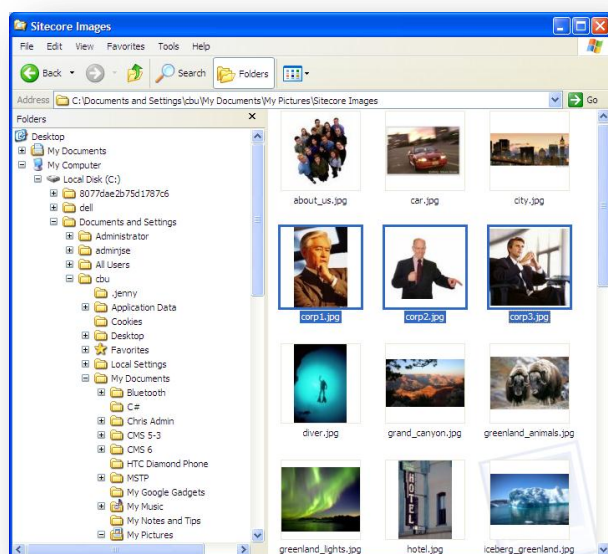 Sitecore Images
File Edit View Favorites Tools Help
Back Search Folders
Address C:\Documents and Settings\cbu\My Documents\My Pictures\Sitecore Images Go
Folders
Desktop
My Documents
My Computer
Local Disk (C:)
8077dae2b75d1787c6
dell
Documents and Settings
Administrator
adminjse
All Users
cbu
.jenny
Application Data
Cookies
Desktop
Favorites
Local Settings
My Documents
Bluetooth
C#
Chris Admin
CMS 5-3
CMS 6
HTC Diamond Phone
MSTP
My Google Gadgets
My Music
My Notes and Tips
My Pictures
about_us.jpg car.jpg city.jpg
corp1.jpg corp2.jpg corp3.jpg
diver.jpg grand_canyon.jpg greenland_animals.jpg
HOTEL
greenland_lights.jpg hotel.jpg iceberg_greenland.jpg